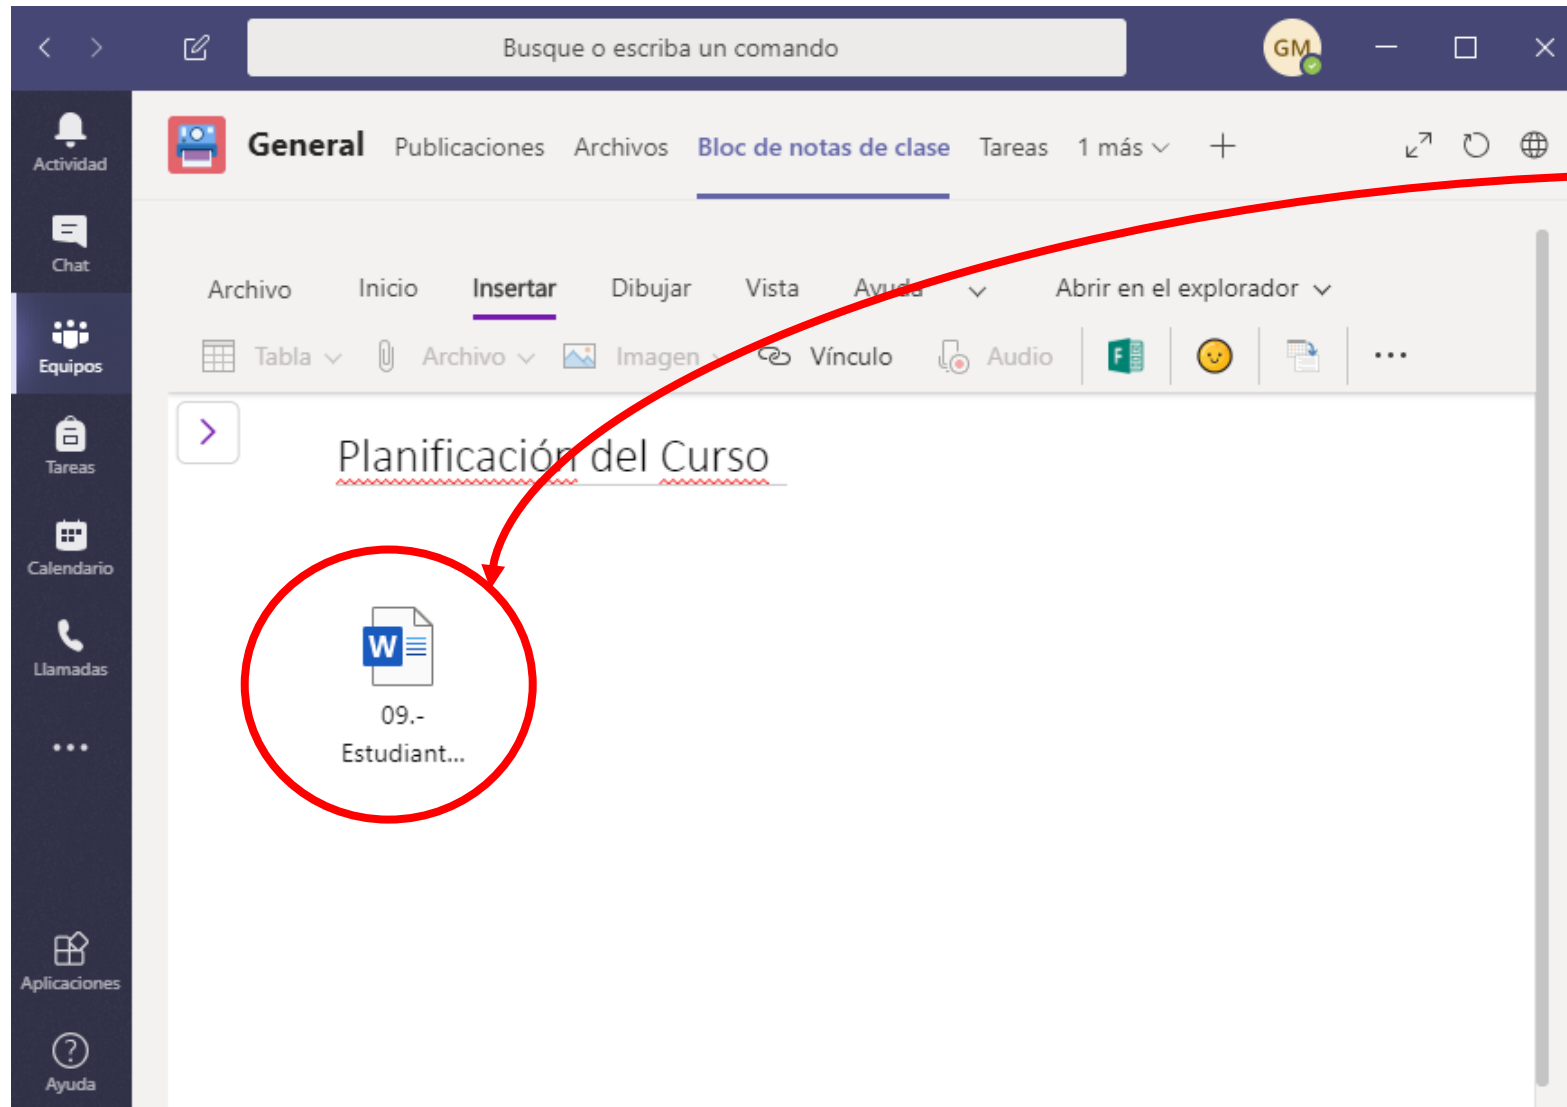 Busque o escriba un comando
GM
Actividad
General Publicaciones Archivos Bloc de notas de clase Tareas 1 más
Chat
Archivo Inicio Insertar Dibujar Vista Ayuda Abrir en el explorador
Equipos
Tabla Archivo Imagen Vínculo Audio F
Tareas
Planificación del Curso
Calendario
Llamadas
W
09.-
Estudiant...
Aplicaciones
Ayuda